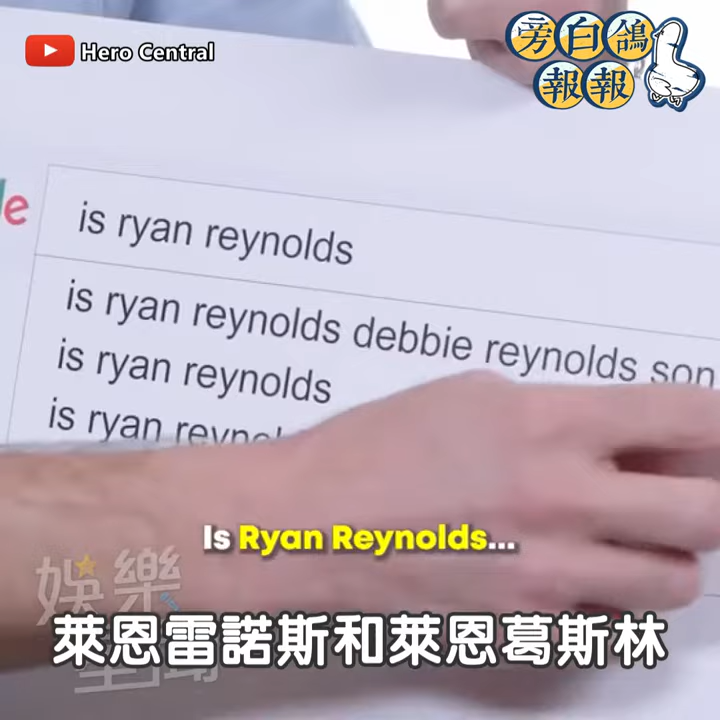 Hero Central
旁白鴿
報報
is ryan reynolds
is ryan reynolds debbie reynolds son
is ryan reynolds
is ryan
Is Ryan Reynolds...
娛樂
萊恩雷諾斯和萊恩葛斯林